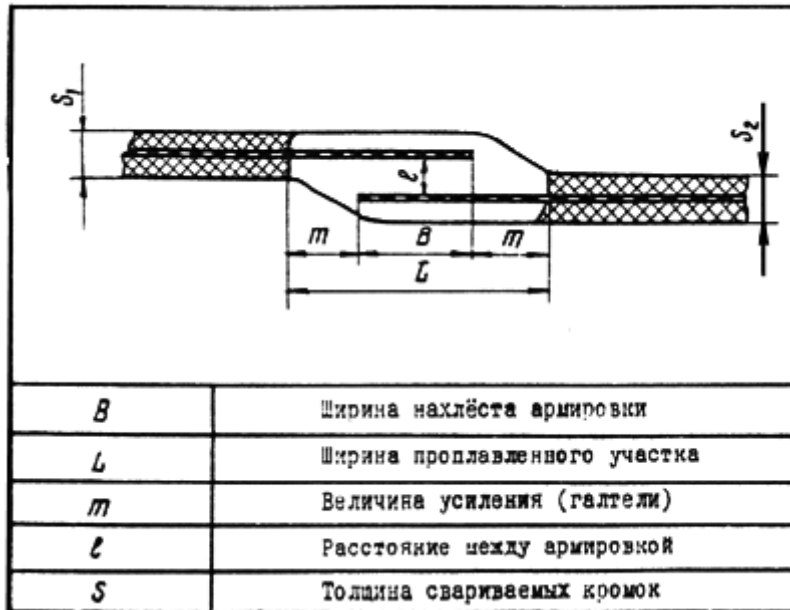 S₁
S₂
ℓ
m B m
L
B Ширина нахлёста армировки
L Ширина проплавленного участка
m Величина усиления (галтели)
ℓ Расстояние между армировкой
S Толщина свариваемых кромок